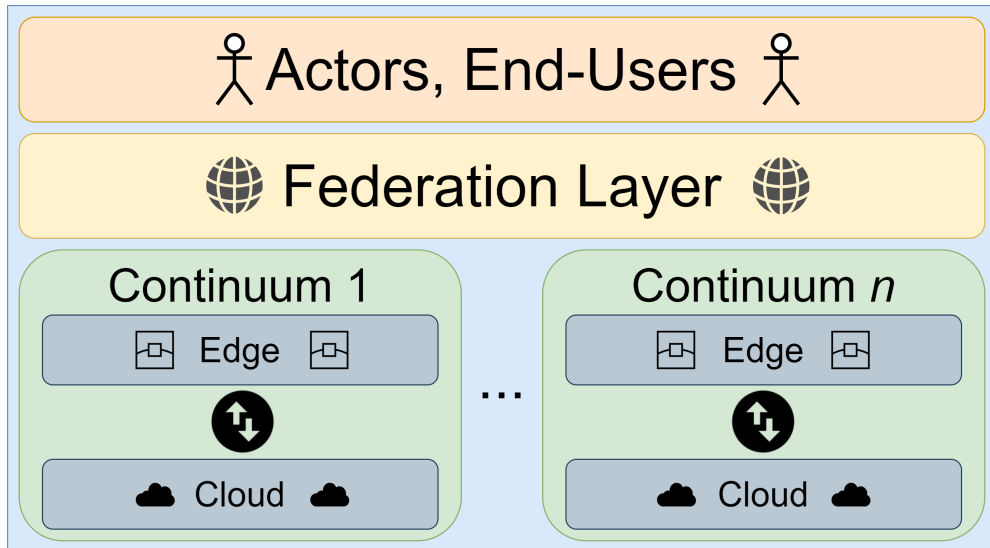 Actors, End-Users
Federation Layer
Continuum 1
Edge
Cloud
...
Continuum n
Edge
Cloud